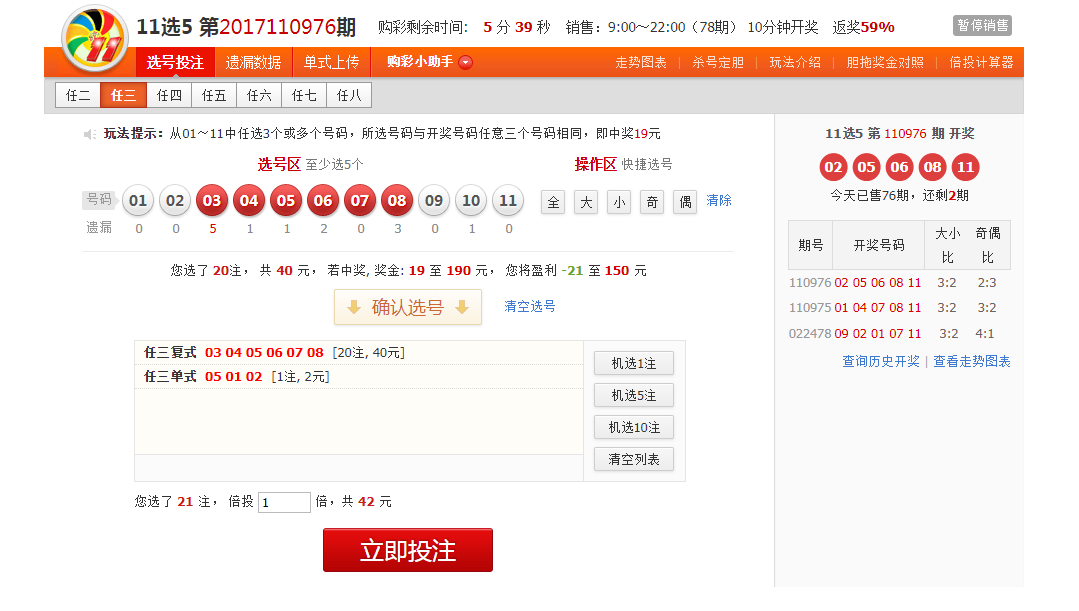 11选5 第2017110976期 购彩剩余时间： 5 分 39 秒 销售：9:00～22:00（78期） 10分钟开奖 返奖59% 暂停销售
选号投注 遗漏数据 单式上传 购彩小助手 走势图表 | 杀号定胆 | 玩法介绍 | 胆拖奖金对照 | 倍投计算器
任二 任三 任四 任五 任六 任七 任八
玩法提示：从01～11中任选3个或多个号码，所选号码与开奖号码任意三个号码相同，即中奖19元
选号区 至少选5个 操作区 快捷选号
号码 01 02 03 04 05 06 07 08 09 10 11 全 大 小 奇 偶 清除
遗漏 0 0 5 1 1 2 0 3 0 1 0
您选了 20注， 共 40 元， 若中奖, 奖金: 19 至 190 元， 您将盈利 -21 至 150 元
确认选号 清空选号
任三复式 03 04 05 06 07 08 [20注, 40元]
任三单式 05 01 02 [1注, 2元]
机选1注
机选5注
机选10注
清空列表
您选了 21 注， 倍投 1 倍，共 42 元
立即投注
11选5 第 110976 期 开奖
02 05 06 08 11
今天已售76期，还剩2期
期号 开奖号码 大小比 奇偶比
110976 02 05 06 08 11 3:2 2:3
110975 01 04 07 08 11 3:2 3:2
022478 09 02 01 07 11 3:2 4:1
查询历史开奖 | 查看走势图表